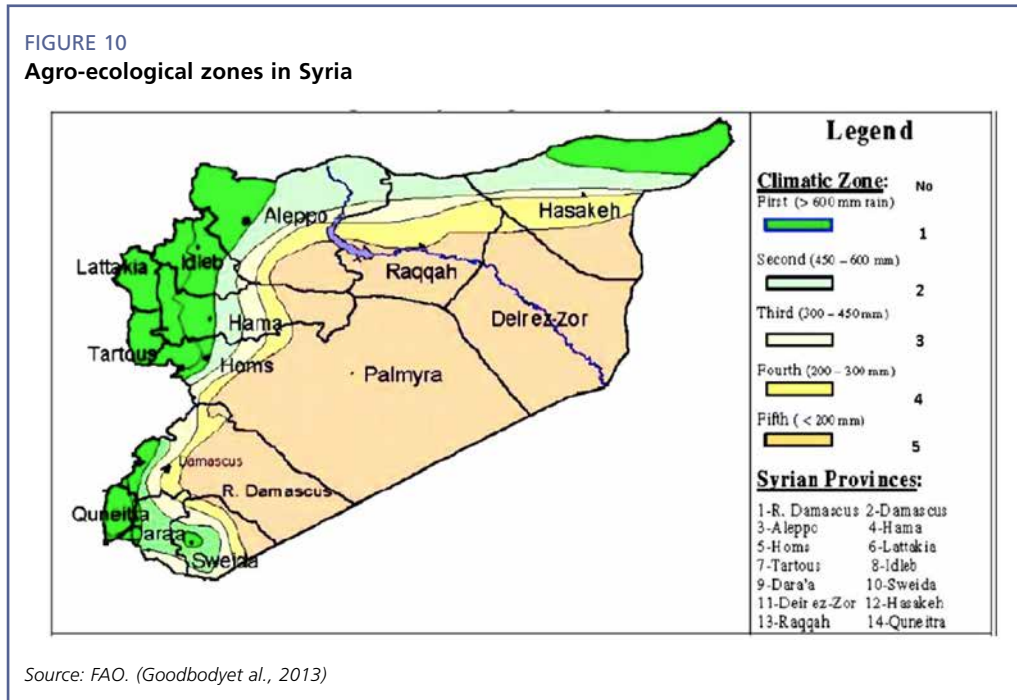 FIGURE 10
Agro-ecological zones in Syria
Aleppo
Hasakeh
Lattakia
Idleb
Raqqah
Hama
Deir ez-Zor
Tartous
Homs
Palmyra
Damascus
R. Damascus
Quneitra
Daraa
Sweida
Legend
Climatic Zone: No
First (> 600 mm rain)
1
Second (450 – 600 mm)
2
Third (300 – 450mm)
3
Fourth (200 – 300 mm)
4
Fifth ( < 200 mm)
5
Syrian Provinces:
1-R. Damascus 2-Damascus
3-Aleppo 4-Hama
5-Homs 6-Lattakia
7-Tartous 8-Idleb
9-Dara'a 10-Sweida
11-Deir ez-Zor 12-Hasakeh
13-Raqqah 14-Quneitra
Source: FAO. (Goodbodyet al., 2013)